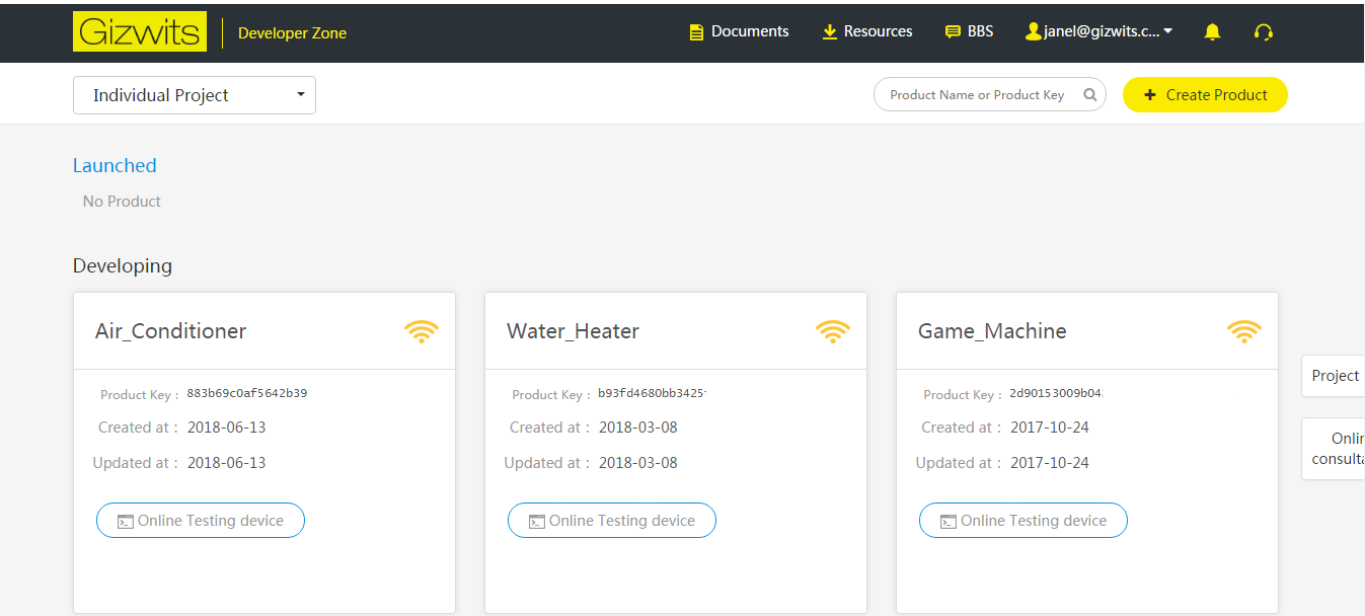 Gizwits Developer Zone Documents Resources BBS janel@gizwits.c...
Individual Project Product Name or Product Key + Create Product
Launched
No Product
Developing
Air_Conditioner Water_Heater Game_Machine
Product Key : 883b69c0af5642b39 Product Key : b93fd4680bb3425 Product Key : 2d90153009b04
Created at : 2018-06-13 Created at : 2018-03-08 Created at : 2017-10-24
Updated at : 2018-06-13 Updated at : 2018-03-08 Updated at : 2017-10-24
Online Testing device Online Testing device Online Testing device
Project
Onlin
consulta